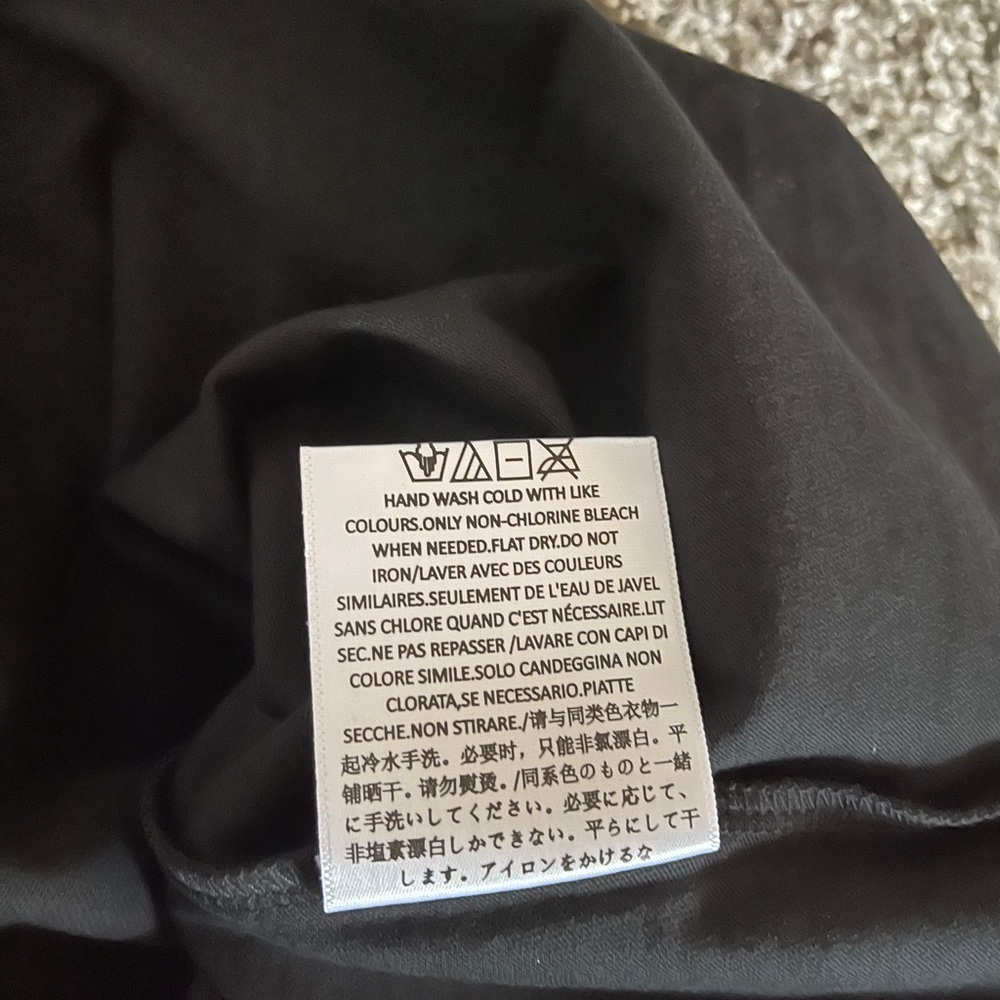 HAND WASH COLD WITH LIKE
COLOURS.ONLY NON-CHLORINE BLEACH
WHEN NEEDED.FLAT DRY.DO NOT
IRON/LAVER AVEC DES COULEURS
SIMILAIRES.SEULEMENT DE L'EAU DE JAVEL
SANS CHLORE QUAND C'EST NÉCESSAIRE.LIT
SEC.NE PAS REPASSER /LAVARE CON CAPI DI
COLORE SIMILE.SOLO CANDEGGINA NON
CLORATA,SE NECESSARIO.PIATTE
SECCHE.NON STIRARE./请与同类色衣物一
起冷水手洗。必要时，只能非氯漂白。平
铺晒干。请勿熨烫。/同系色のものと一緒
に手洗いしてください。必要に応じて、
非塩素漂白しかできない。平らにして干
します。アイロンをかけるな